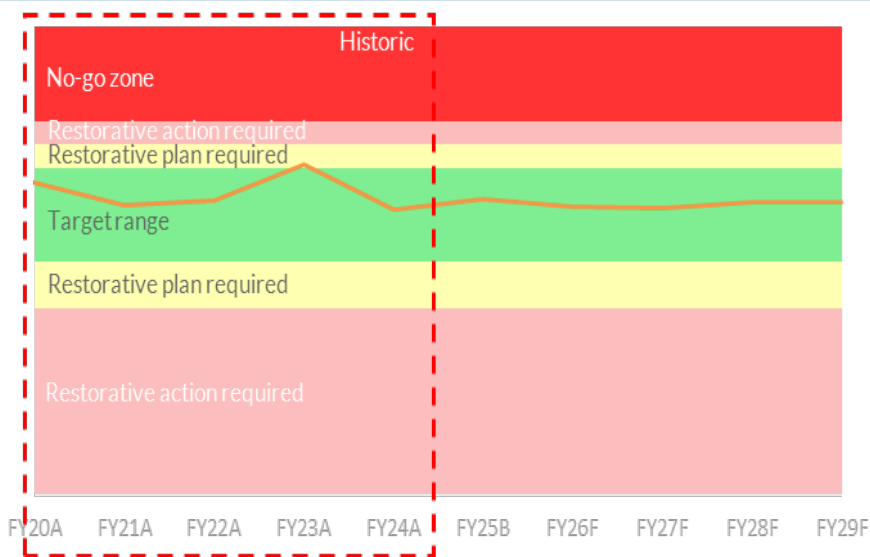 Historic
No-go zone
Restorative action required
Restorative plan required
Target range
Restorative plan required
Restorative action required
FY20A FY21A FY22A FY23A FY24A FY25B FY26F FY27F FY28F FY29F